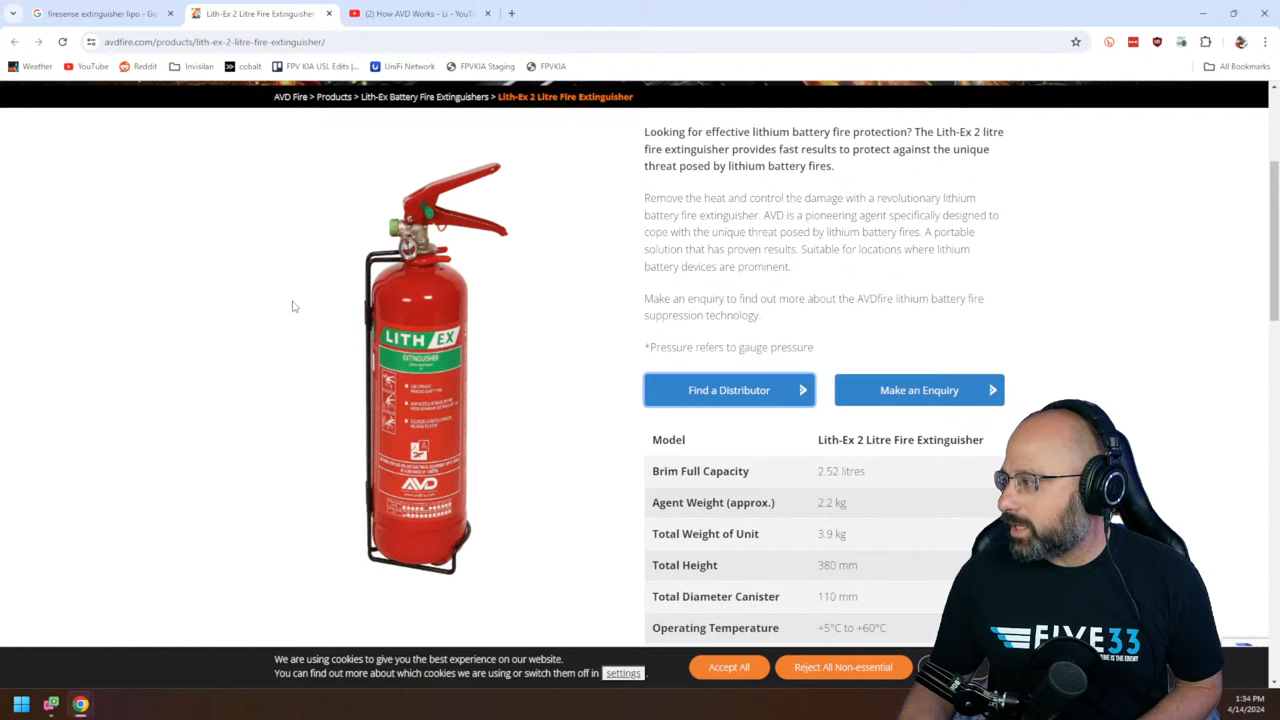 firesense extinguisher lipo - Go
Lith-Ex 2 Litre Fire Extinguisher
(2) How AVD Works - Li - YouTu
avdfire.com/products/lith-ex-2-litre-fire-extinguisher/
Weather
YouTube
Reddit
Invisilan
cobalt
FPV KIA USL Edits |...
UniFi Network
FPVKIA Staging
FPVKIA
All Bookmarks
AVD Fire > Products > Lith-Ex Battery Fire Extinguishers > Lith-Ex 2 Litre Fire Extinguisher
Looking for effective lithium battery fire protection? The Lith-Ex 2 litre
fire extinguisher provides fast results to protect against the unique
threat posed by lithium battery fires.
Remove the heat and control the damage with a revolutionary lithium
battery fire extinguisher. AVD is a pioneering agent specifically designed to
cope with the unique threat posed by lithium battery fires. A portable
solution that has proven results. Suitable for locations where lithium
battery devices are prominent.
Make an enquiry to find out more about the AVDfire lithium battery fire
suppression technology.
*Pressure refers to gauge pressure
Find a Distributor
Make an Enquiry
Model Lith-Ex 2 Litre Fire Extinguisher
Brim Full Capacity 2.52 litres
Agent Weight (approx.) 2.2 kg
Total Weight of Unit 3.9 kg
Total Height 380 mm
Total Diameter Canister 110 mm
Operating Temperature +5°C to +60°C
LITH EX
EXTINGUISHER
A
AVD
www.avdfire.com
FIVE33
IS THE ENEMY
We are using cookies to give you the best experience on our website.
You can find out more about which cookies we are using or switch them off in settings.
Accept All
Reject All Non-essential
1:34 PM
4/14/2024